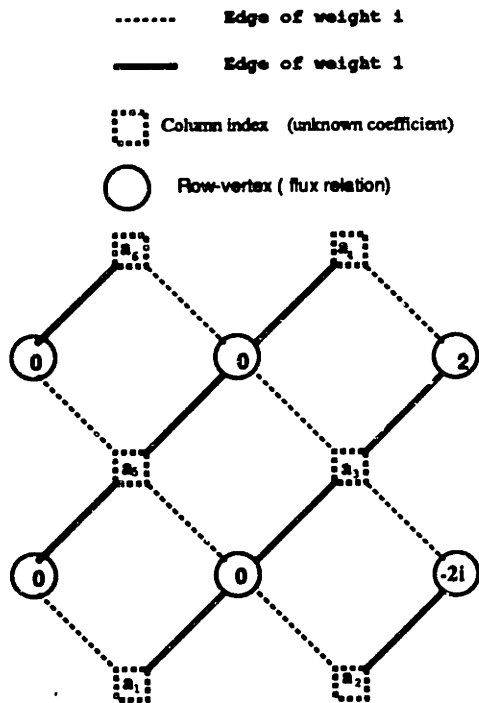 Edge of weight i
Edge of weight 1
Column index (unknown coefficient)
Row-vertex ( flux relation)
a₆ a₄
0 0 2
a₅ a₃
0 0 -2i
a₁ a₂